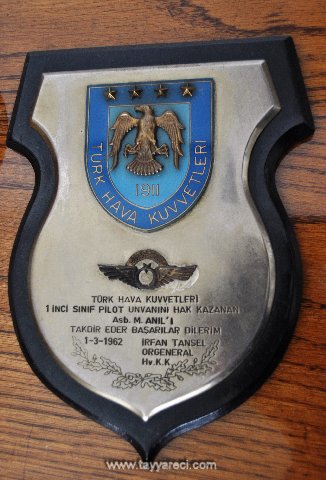 TÜRK HAVA KUVVETLERİ
1911
TÜRK HAVA KUVVETLERİ
1 İNCİ SINIF PİLOT UNVANINI HAK KAZANAN
Asb. M. ANIL'I
TAKDİR EDER BAŞARILAR DİLERİM
1-3-1962 İRFAN TANSEL
ORGENERAL
Hv.K.K.
www.tayyareci.com